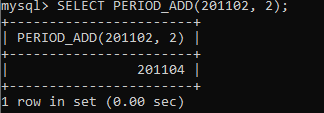 mysql> SELECT PERIOD_ADD(201102, 2);
+-----------------------+
| PERIOD_ADD(201102, 2) |
+-----------------------+
|                201104 |
+-----------------------+
1 row in set (0.00 sec)